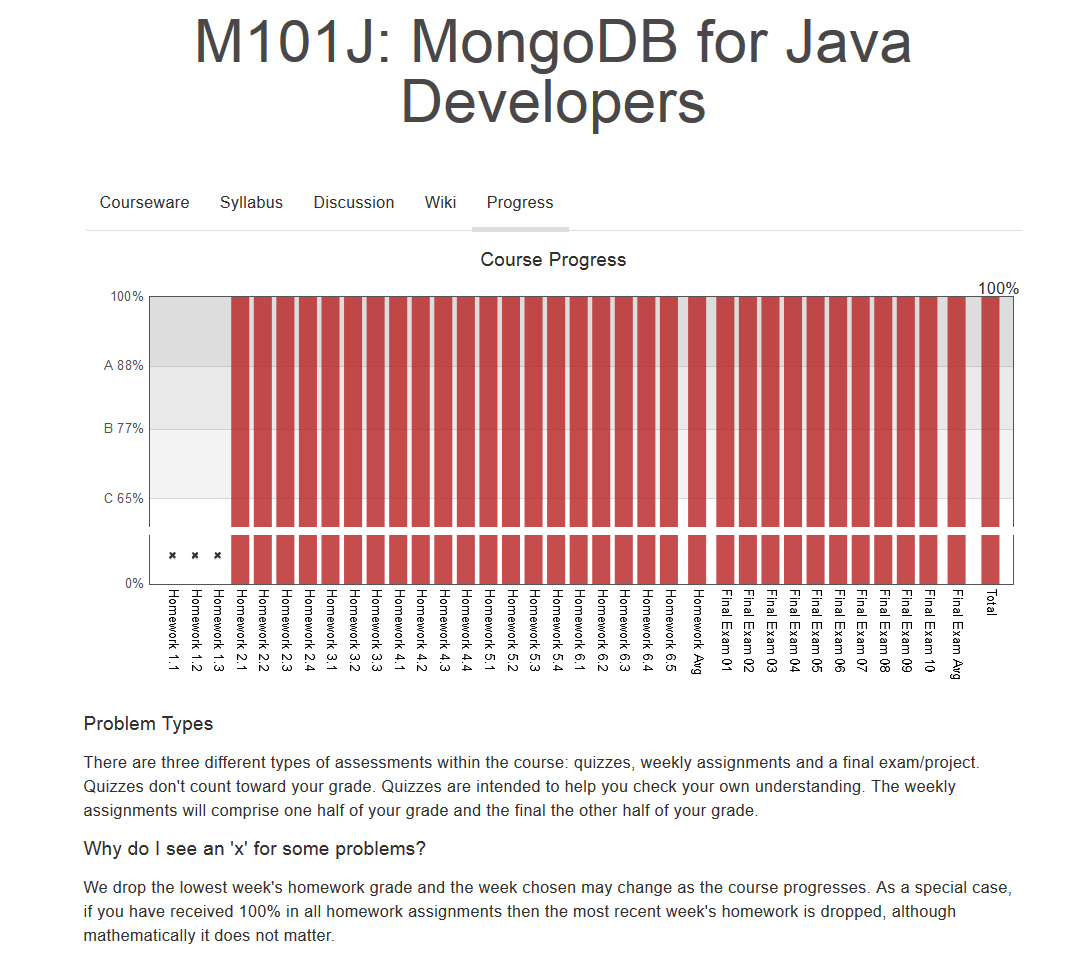 M101J: MongoDB for Java
Developers
Courseware Syllabus Discussion Wiki Progress
Course Progress
100%
100%
A 88%
B 77%
C 65%
0%
Homework 1.1
Homework 1.2
Homework 1.3
Homework 2.1
Homework 2.2
Homework 2.3
Homework 2.4
Homework 3.1
Homework 3.2
Homework 3.3
Homework 4.1
Homework 4.2
Homework 4.3
Homework 4.4
Homework 5.1
Homework 5.2
Homework 5.3
Homework 5.4
Homework 6.1
Homework 6.2
Homework 6.3
Homework 6.4
Homework 6.5
Homework Avg
Final Exam 01
Final Exam 02
Final Exam 03
Final Exam 04
Final Exam 05
Final Exam 06
Final Exam 07
Final Exam 08
Final Exam 09
Final Exam 10
Final Exam Avg
Total
Problem Types
There are three different types of assessments within the course: quizzes, weekly assignments and a final exam/project.
Quizzes don't count toward your grade. Quizzes are intended to help you check your own understanding. The weekly
assignments will comprise one half of your grade and the final the other half of your grade.
Why do I see an 'x' for some problems?
We drop the lowest week's homework grade and the week chosen may change as the course progresses. As a special case,
if you have received 100% in all homework assignments then the most recent week's homework is dropped, although
mathematically it does not matter.